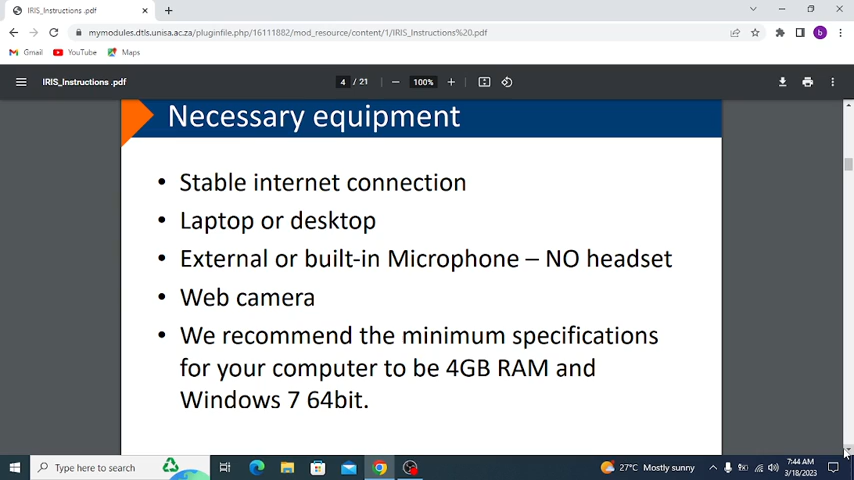 IRIS_Instructions .pdf
mymodules.dtls.unisa.ac.za/pluginfile.php/16111882/mod_resource/content/1/IRIS_Instructions%20.pdf
b
Gmail YouTube Maps
IRIS_Instructions .pdf 4 / 21 100%
Necessary equipment
• Stable internet connection
• Laptop or desktop
• External or built-in Microphone – NO headset
• Web camera
• We recommend the minimum specifications
for your computer to be 4GB RAM and
Windows 7 64bit.
Type here to search
27°C Mostly sunny
7:44 AM
3/18/2023